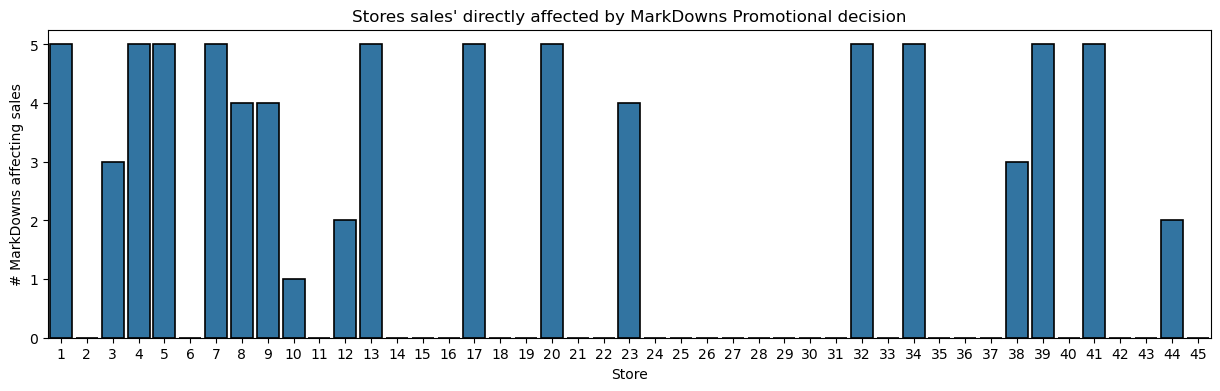 Stores sales' directly affected by MarkDowns Promotional decision
# MarkDowns affecting sales
5
4
3
2
1
0
1 2 3 4 5 6 7 8 9 10 11 12 13 14 15 16 17 18 19 20 21 22 23 24 25 26 27 28 29 30 31 32 33 34 35 36 37 38 39 40 41 42 43 44 45
Store